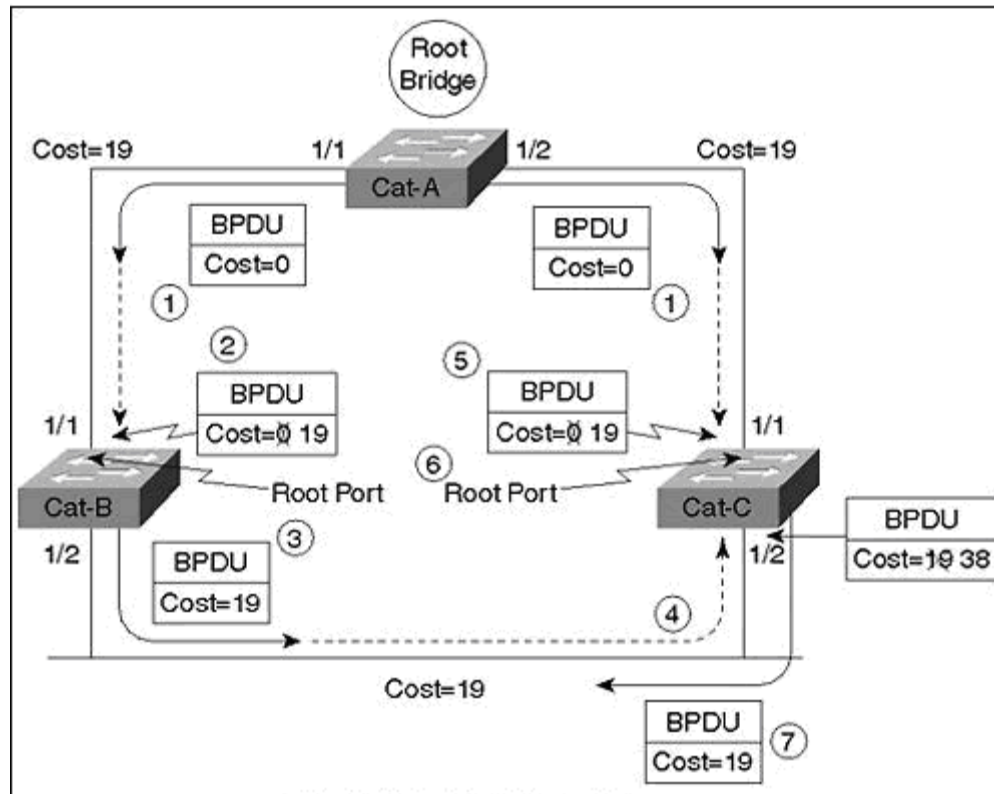 Root
Bridge
Cost=19
1/1
1/2
Cost=19
Cat-A
BPDU
Cost=0
BPDU
Cost=0
1
1
2
5
BPDU
Cost=0 19
BPDU
Cost=0 19
1/1
1/1
6
Root Port
Root Port
Cat-B
Cat-C
3
BPDU
Cost=19 38
1/2
1/2
BPDU
Cost=19
4
Cost=19
BPDU
Cost=19
7